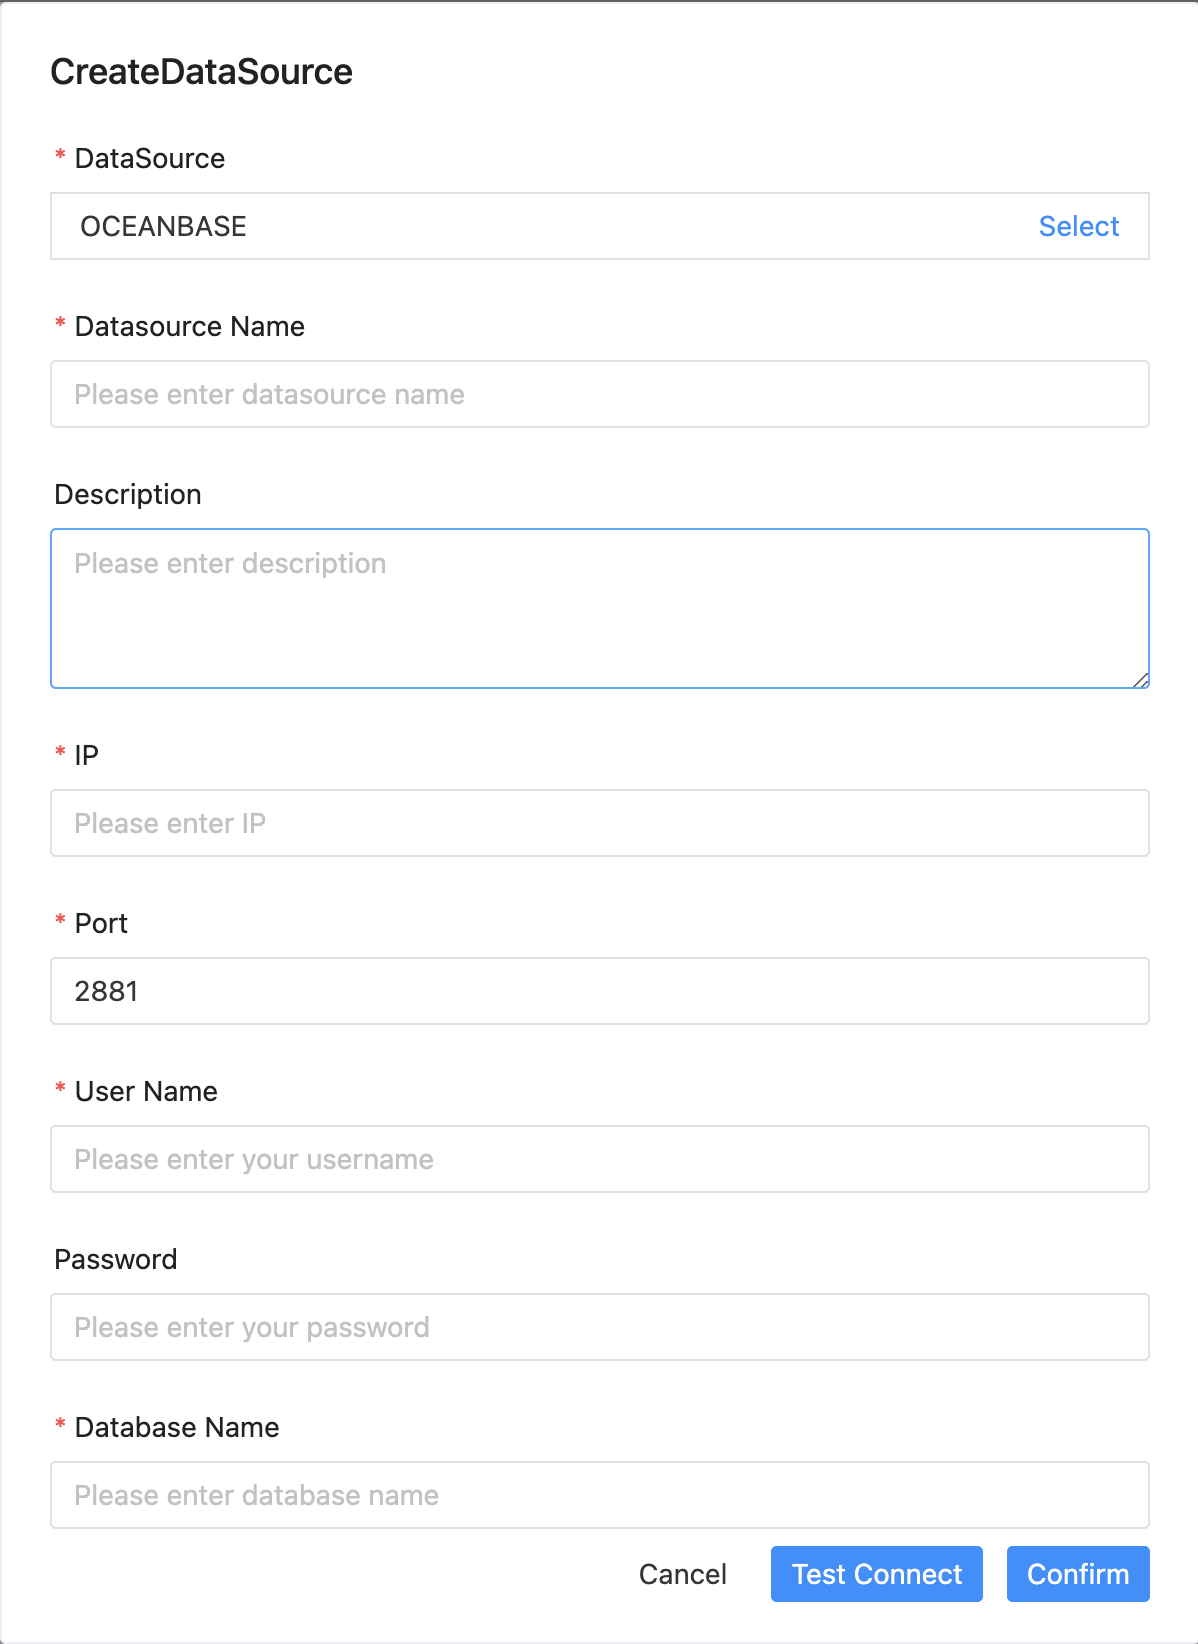 CreateDataSource
* DataSource
OCEANBASE Select
* Datasource Name
Please enter datasource name
Description
Please enter description
* IP
Please enter IP
* Port
2881
* User Name
Please enter your username
Password
Please enter your password
* Database Name
Please enter database name
Cancel Test Connect Confirm